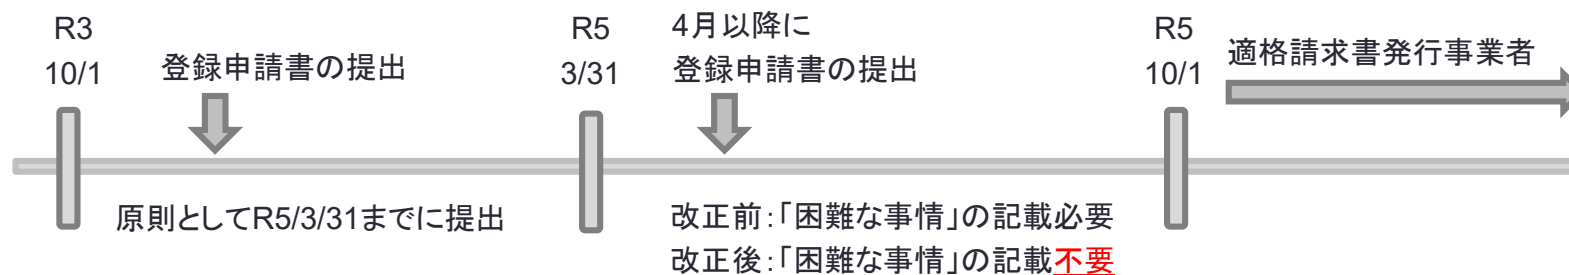 R3
10/1
登録申請書の提出
R5
3/31
4月以降に
登録申請書の提出
R5
10/1
適格請求書発行事業者
原則としてR5/3/31までに提出
改正前：「困難な事情」の記載必要
改正後：「困難な事情」の記載不要